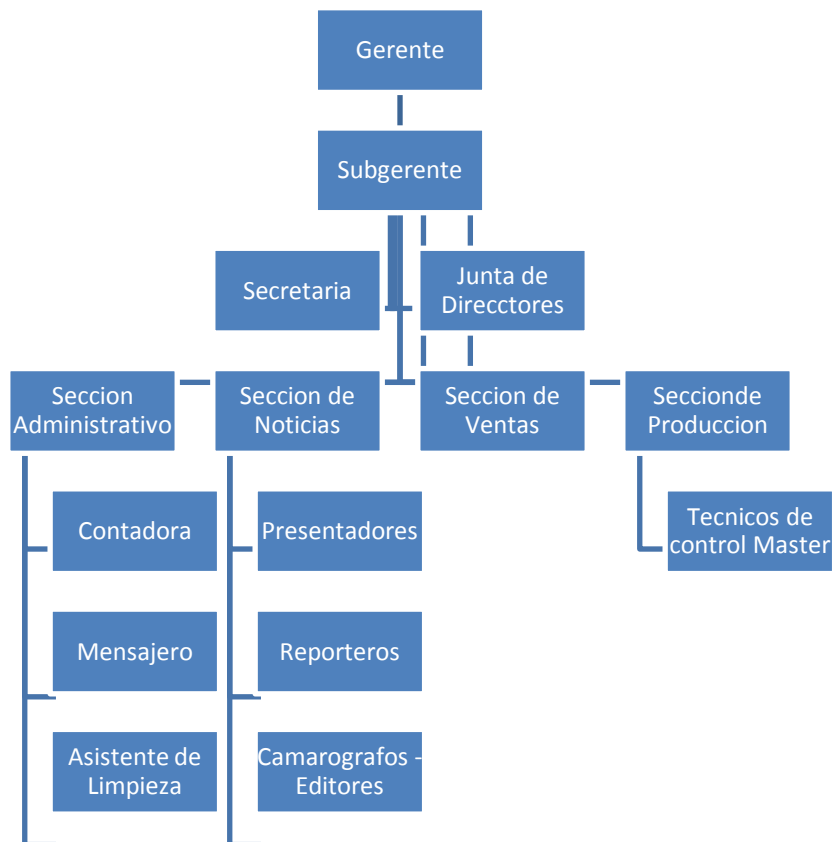 Gerente
Subgerente
Secretaria
Junta de
Direcctores
Seccion
Administrativo
Seccion de
Noticias
Seccion de
Ventas
Seccionde
Produccion
Contadora
Presentadores
Tecnicos de
control Master
Mensajero
Reporteros
Asistente de
Limpieza
Camarografos -
Editores